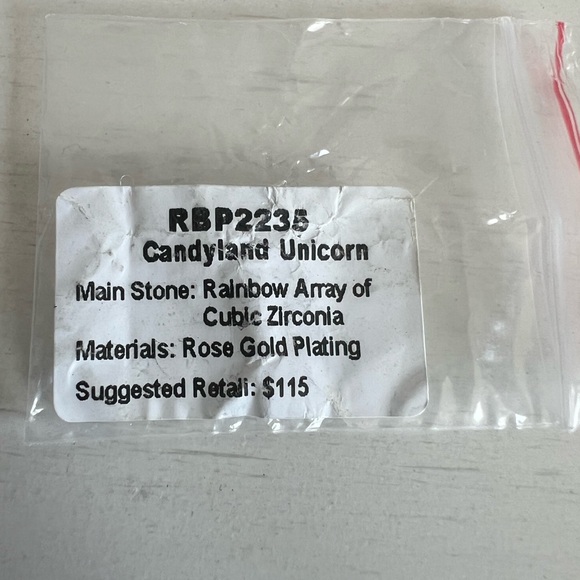 RBP2235
Candyland Unicorn
Main Stone: Rainbow Array of
Cubic Zirconia
Materials: Rose Gold Plating
Suggested Retail: $115